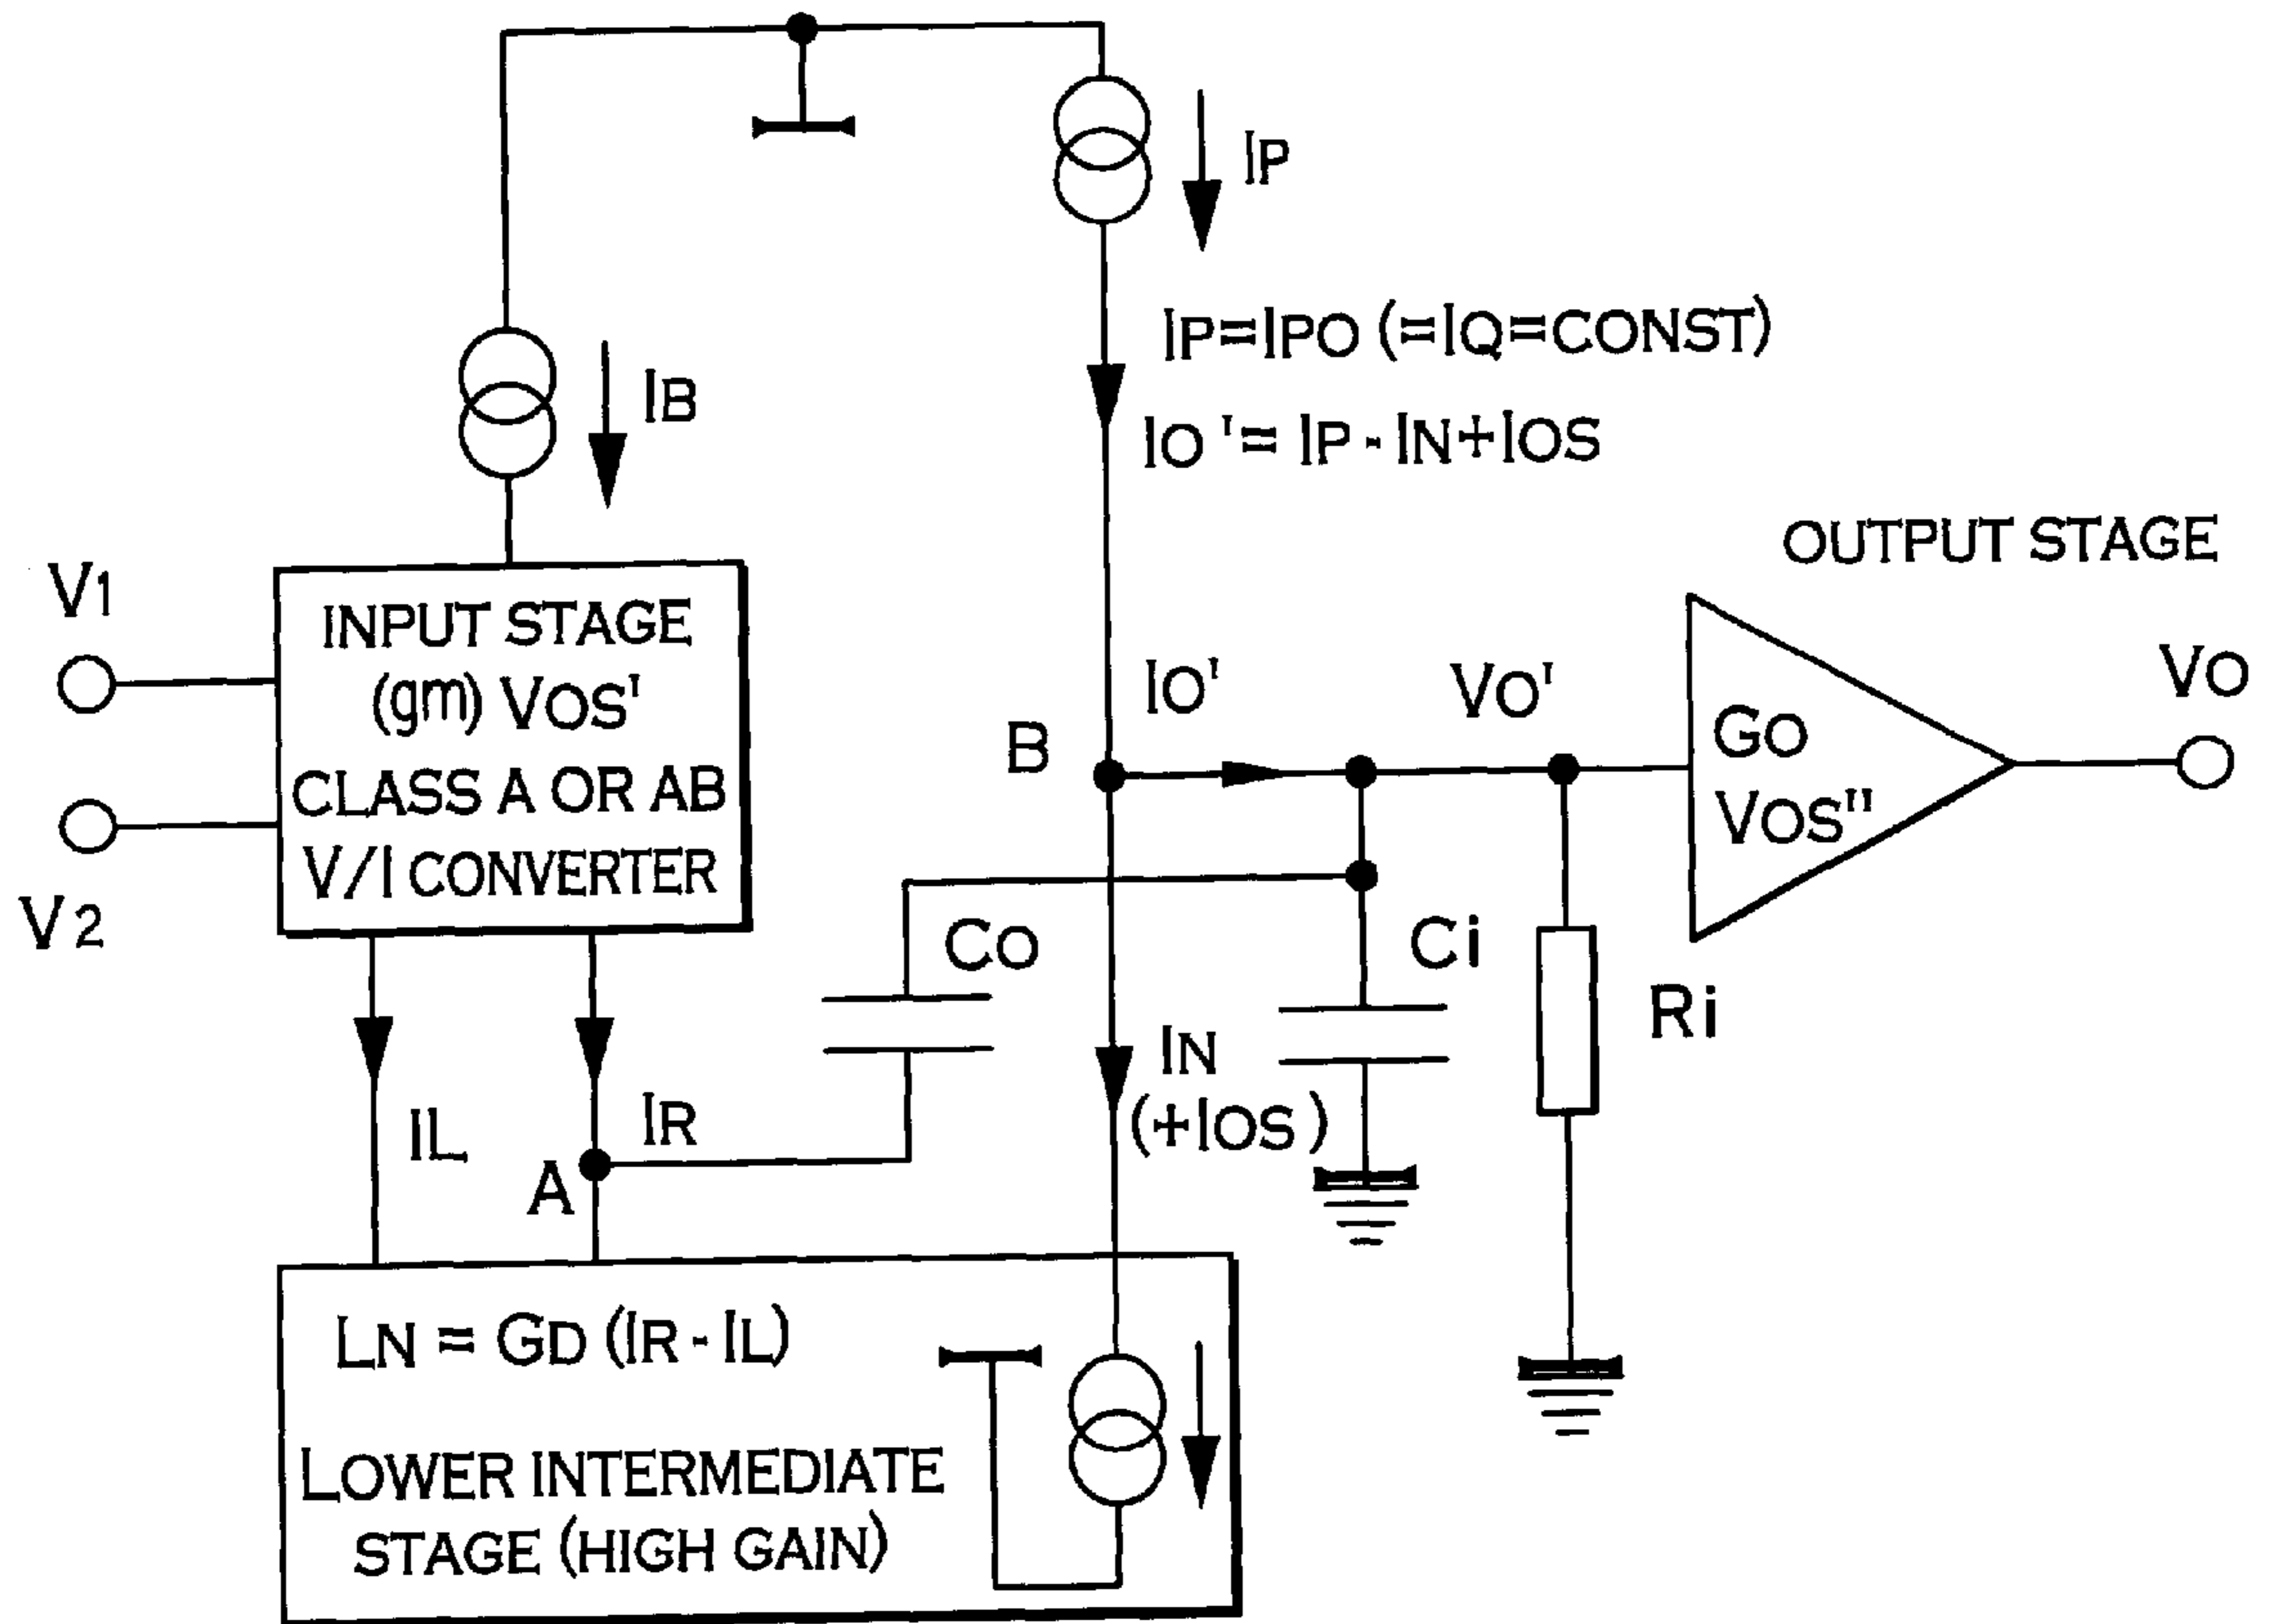 IP
IP=IPO (=IQ=CONST)
IB
IO'= IP - IN+IOS
OUTPUT STAGE
V1
INPUT STAGE
(gm) VOS'
CLASS A OR AB
V/I CONVERTER
V2
B
IO'
VO'
GO
VOS"
VO
CO
Ci
Ri
IN
(+IOS)
IL
IR
A
LN = GD (IR - IL)
LOWER INTERMEDIATE
STAGE (HIGH GAIN)